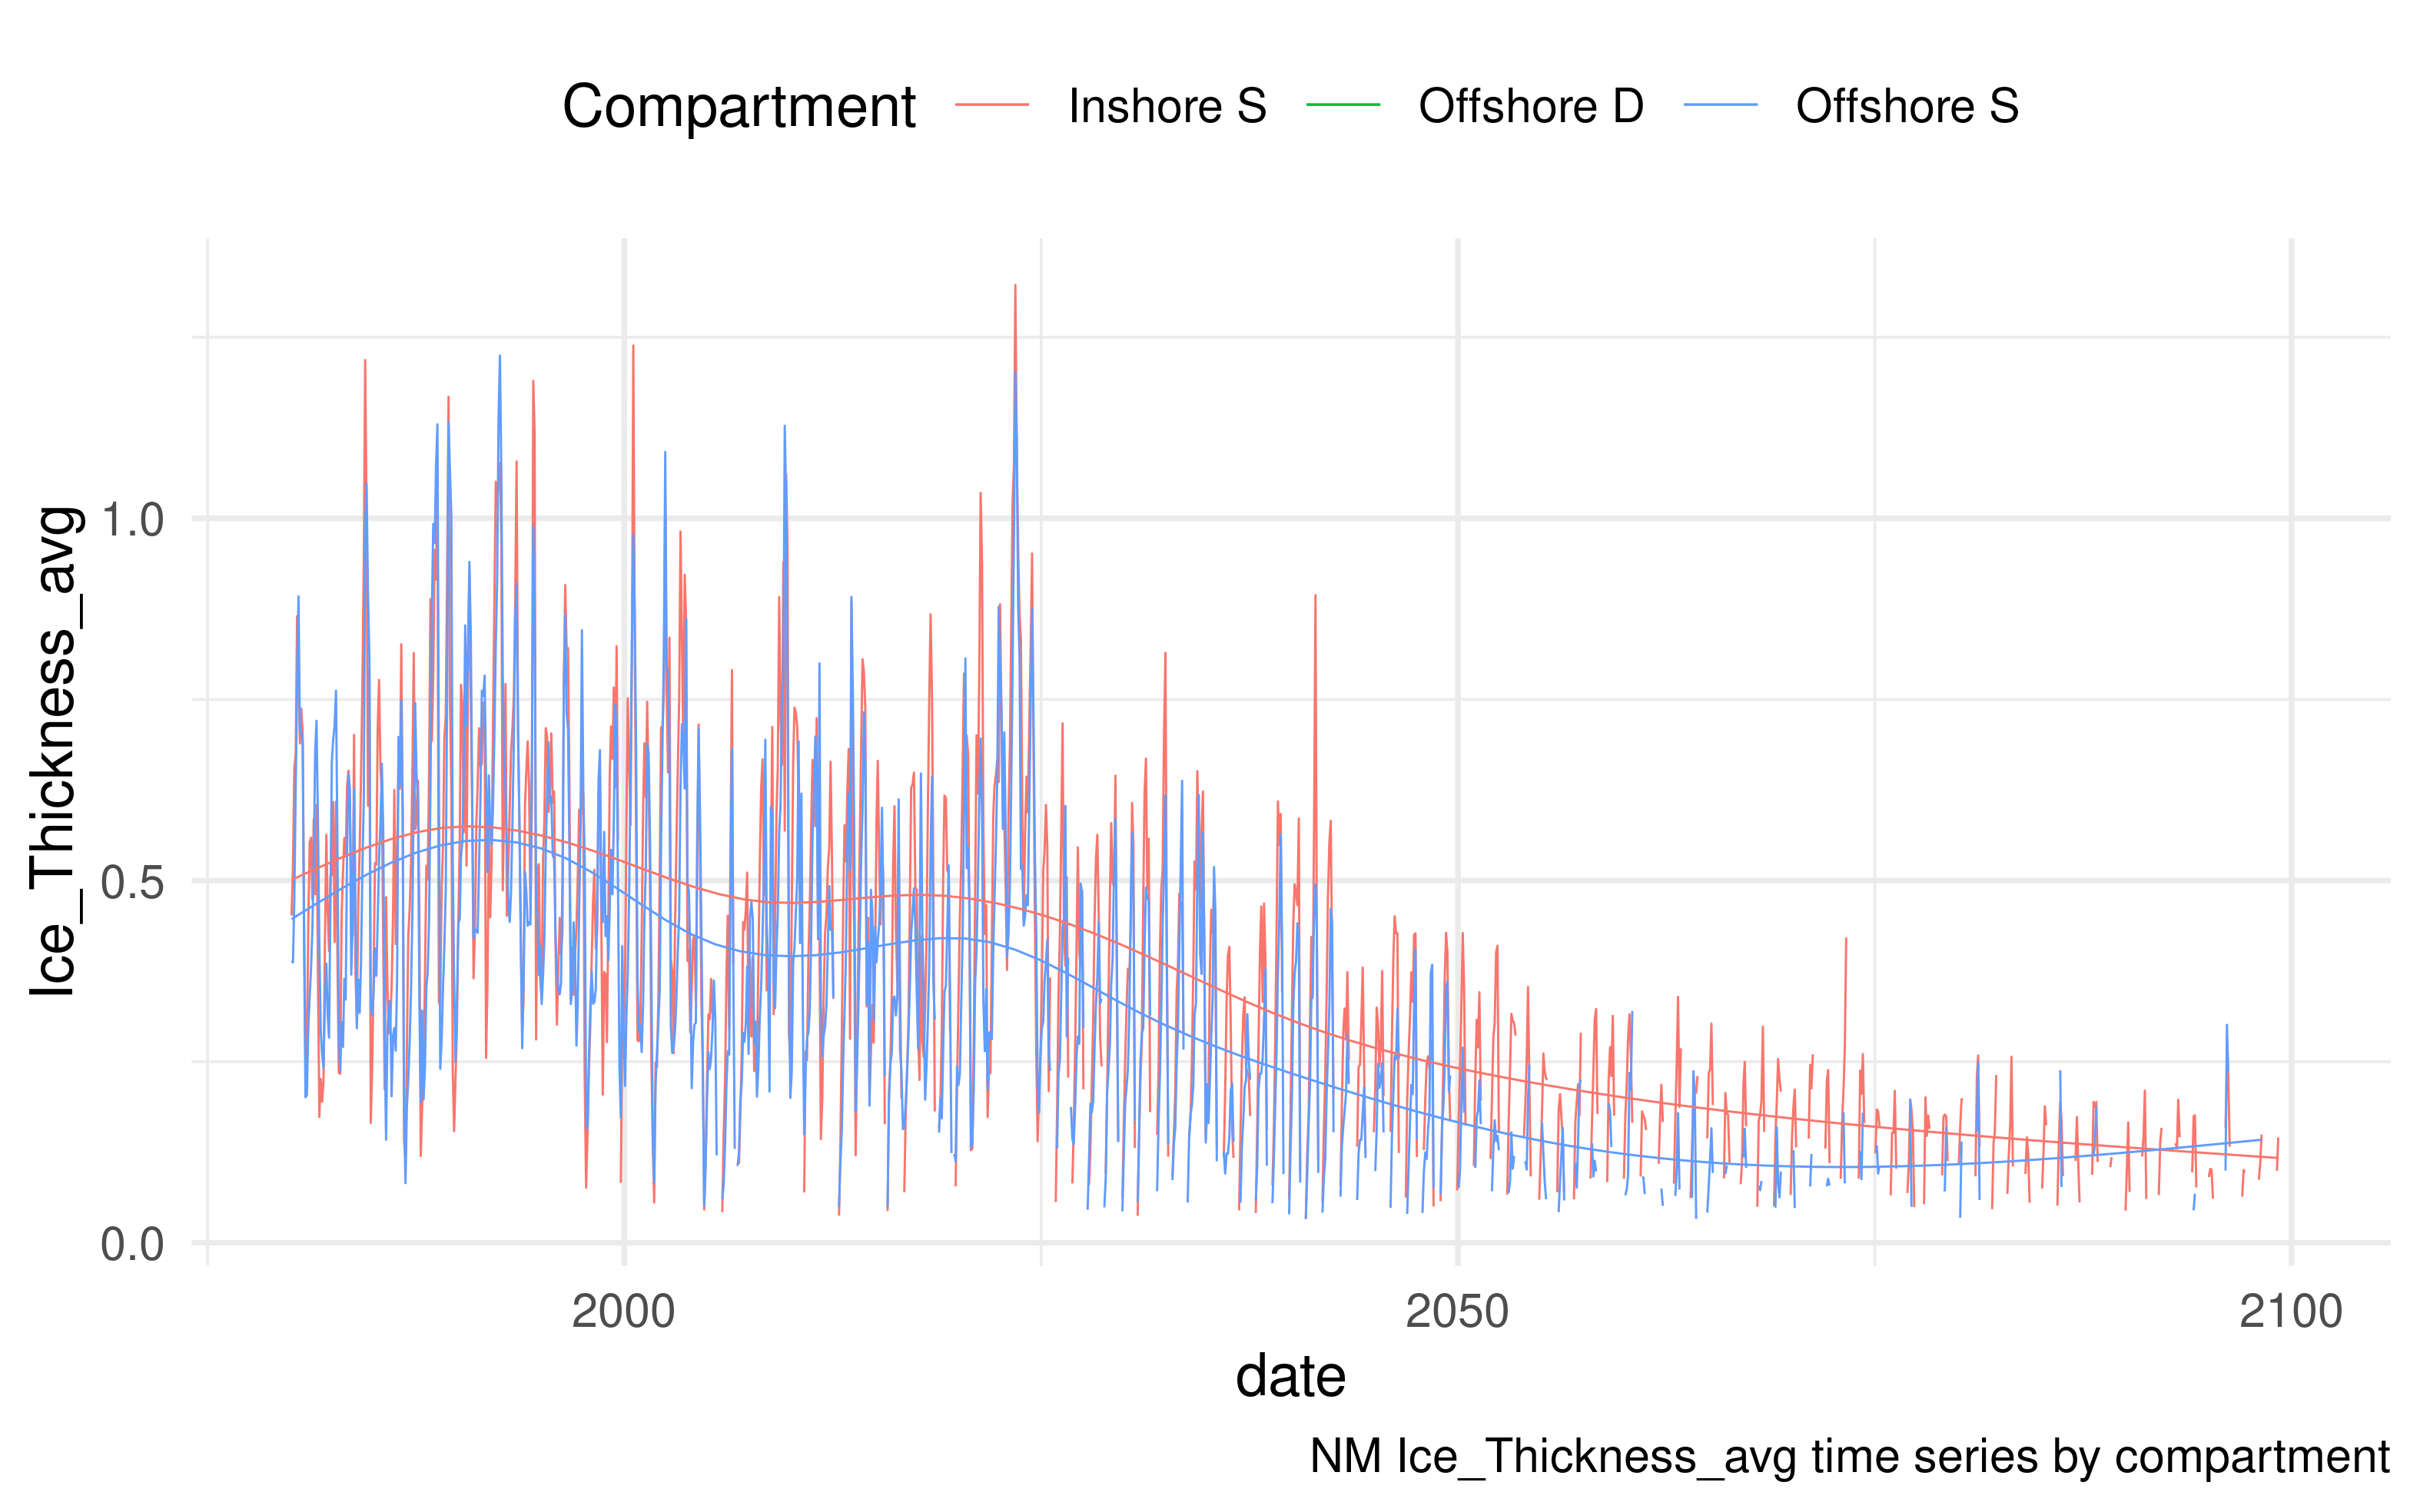 Compartment Inshore S Offshore D Offshore S
Ice_Thickness_avg
1.0
0.5
0.0
2000 2050 2100
date
NM Ice_Thickness_avg time series by compartment